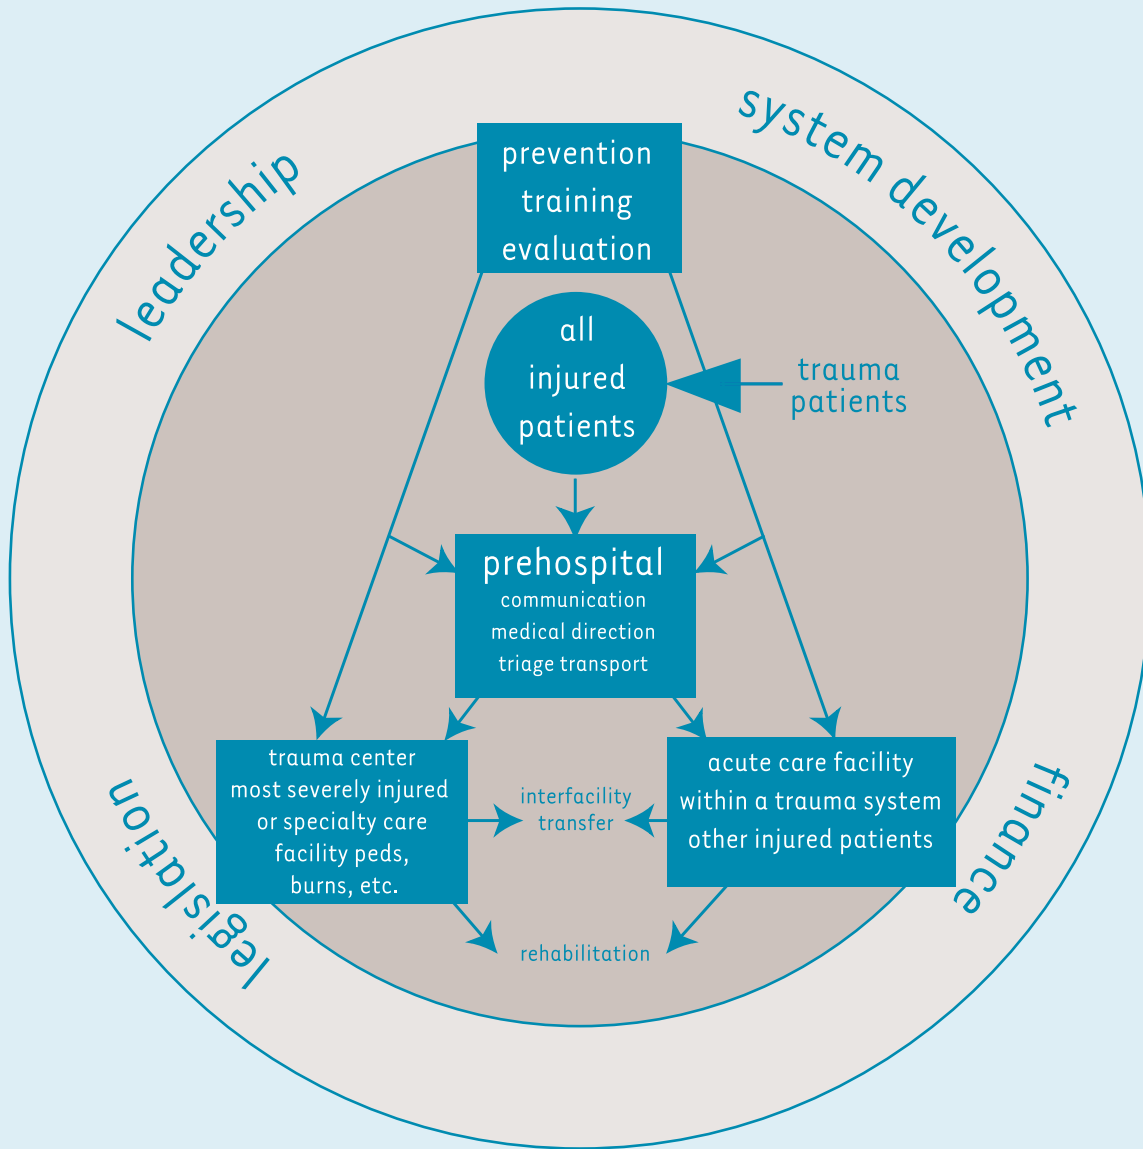 leadership
system development
prevention
training
evaluation
all
injured
patients
trauma
patients
prehospital
communication
medical direction
triage transport
trauma center
most severely injured
or specialty care
facility peds,
burns, etc.
interfacility
transfer
acute care facility
within a trauma system
other injured patients
rehabilitation
legislation
finance